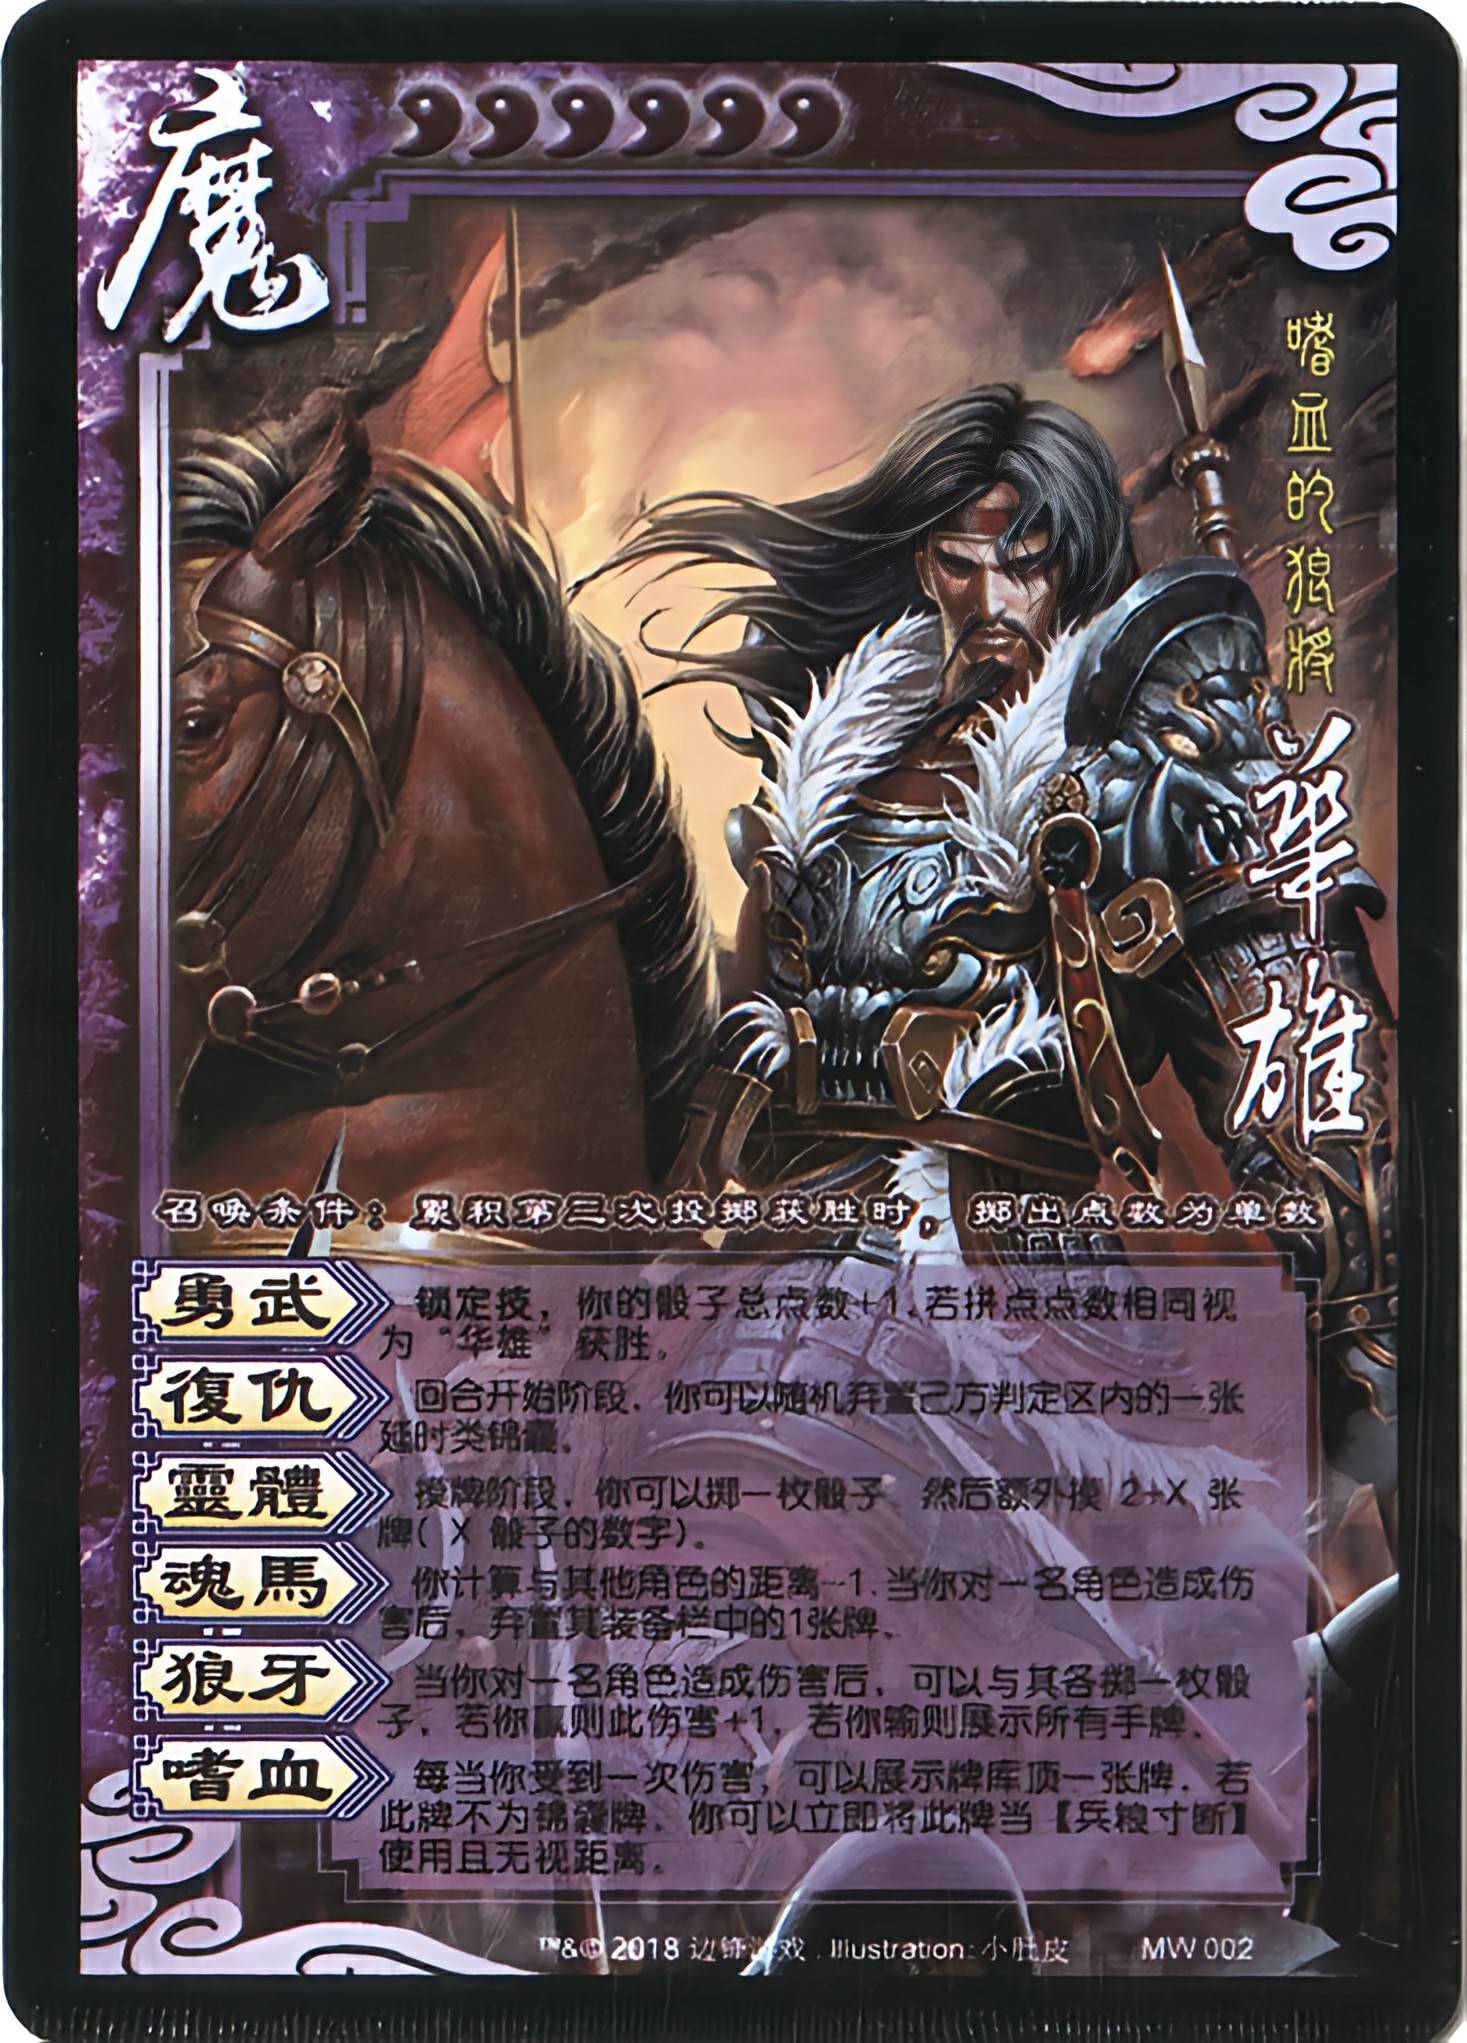 魔
嗜血的狼将
華雄
召唤条件：累积第三次投掷获胜时，掷出点数为单数
勇武
锁定技，你的骰子总点数+1,若拼点点数相同视
为“华雄”获胜。
復仇
回合开始阶段，你可以随机弃置己方判定区内的一张
延时类锦囊。
靈體
摸牌阶段，你可以掷一枚骰子 然后额外摸 2+X 张
牌( X 骰子的数字)。
魂馬
你计算与其他角色的距离-1,当你对一名角色造成伤
害后，弃置其装备栏中的1张牌。
狼牙
当你对一名角色造成伤害后，可以与其各掷一枚骰
子，若你赢则此伤害+1，若你输则展示所有手牌。
嗜血
每当你受到一次伤害，可以展示牌库顶一张牌，若
此牌不为锦囊牌，你可以立即将此牌当【兵粮寸断】
使用且无视距离。
™&© 2018 边锋游戏 . Illustration: 小肚皮 MW 002